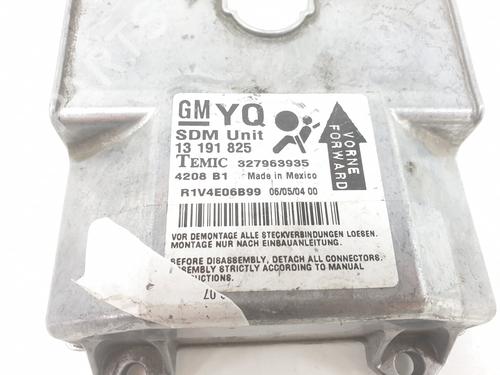 GM YQ
SDM Unit
13 191 825
TEMIC 327963935
4208 B1 Made in Mexico
R1V4E06B99 06/05/04 00
VORNE
FORWARD
VOR DEMONTAGE ALLE STECKVERBINDUNGEN LOESEN.
MONTAGE NUR NACH EINBAUANLEITUNG.
BEFORE DISASSEMBLY, DETACH ALL CONNECTORS.
ASSEMBLY STRICTLY ACCORDING TO MANUAL